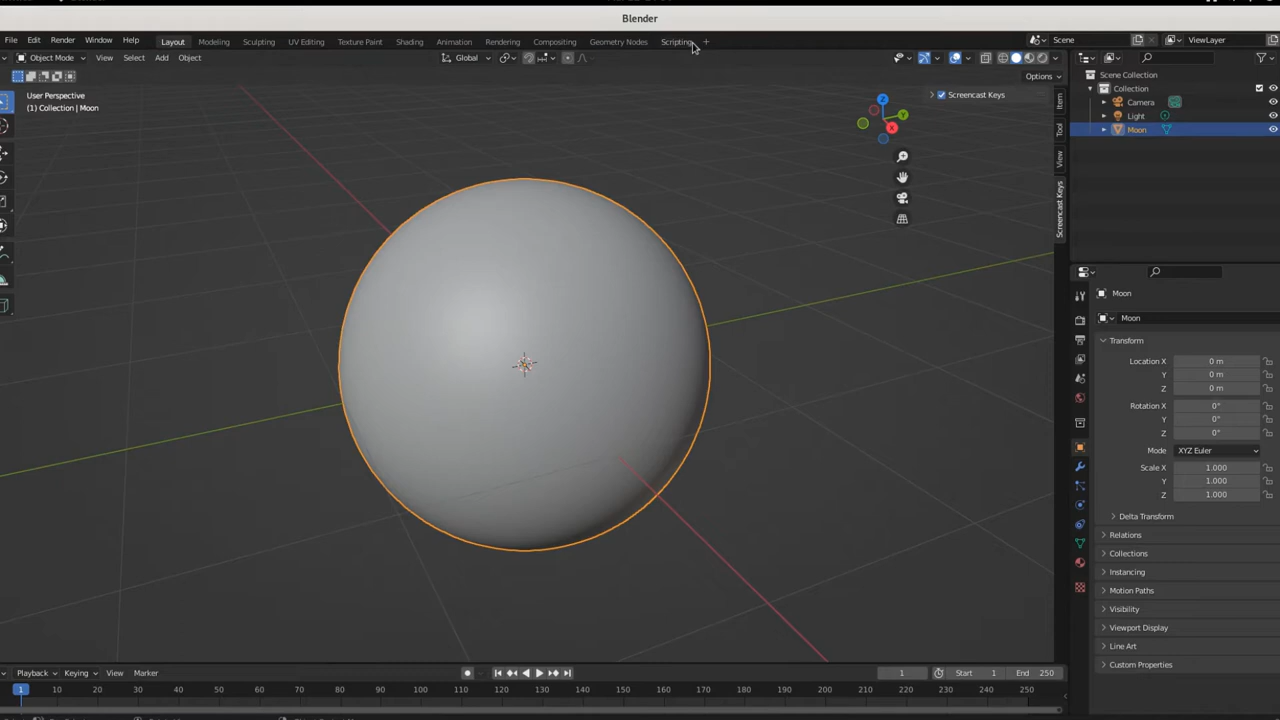 Blender
File Edit Render Window Help Layout Modeling Sculpting UV Editing Texture Paint Shading Animation Rendering Compositing Geometry Nodes Scripting + Scene ViewLayer
Object Mode View Select Add Object Global
Options
User Perspective
(1) Collection | Moon
Screencast Keys
Z
Y
X
Item
Tool
View
Screencast Keys
Scene Collection
Collection
Camera
Light
Moon
Moon
Moon
Transform
Location X 0 m
Y 0 m
Z 0 m
Rotation X 0°
Y 0°
Z 0°
Mode XYZ Euler
Scale X 1.000
Y 1.000
Z 1.000
Delta Transform
Relations
Collections
Instancing
Motion Paths
Visibility
Viewport Display
Line Art
Custom Properties
Playback Keying View Marker 1 Start 1 End 250
1 10 20 30 40 50 60 70 80 90 100 110 120 130 140 150 160 170 180 190 200 210 220 230 240 250